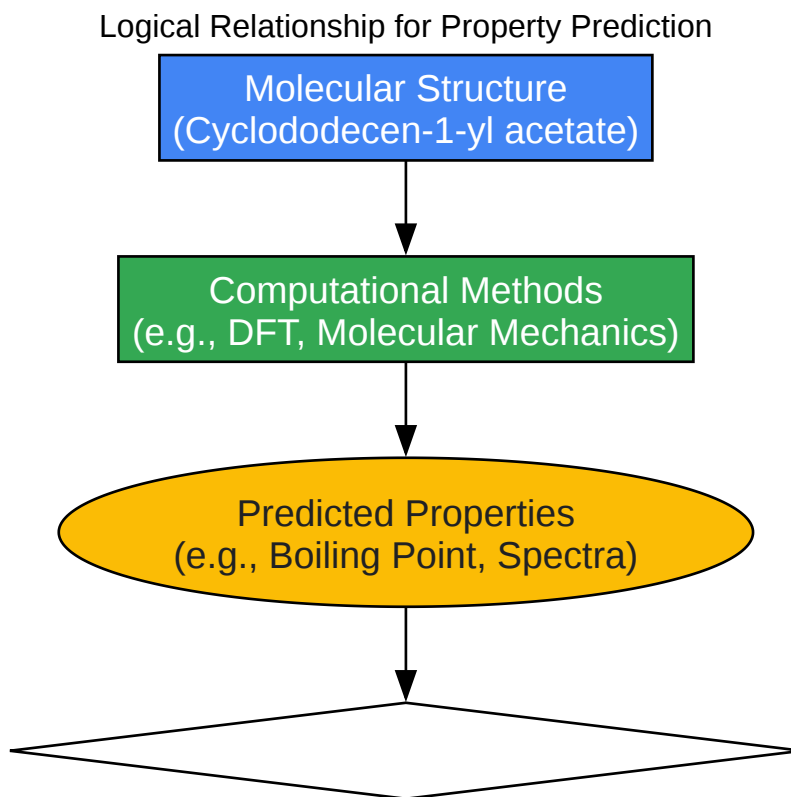 Logical Relationship for Property Prediction
Molecular Structure
(Cyclododecen-1-yl acetate)
Computational Methods
(e.g., DFT, Molecular Mechanics)
Predicted Properties
(e.g., Boiling Point, Spectra)